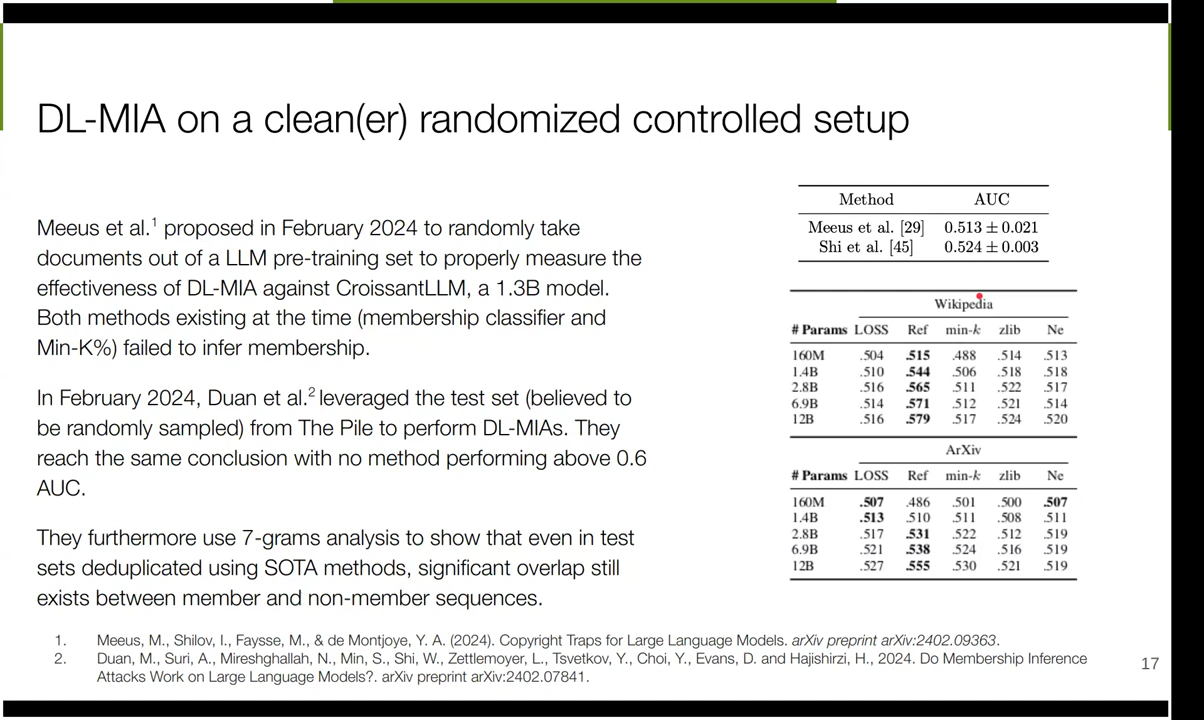 DL-MIA on a clean(er) randomized controlled setup
Meeus et al.1 proposed in February 2024 to randomly take
documents out of a LLM pre-training set to properly measure the
effectiveness of DL-MIA against CroissantLLM, a 1.3B model.
Both methods existing at the time (membership classifier and
Min-K%) failed to infer membership.
In February 2024, Duan et al.2 leveraged the test set (believed to
be randomly sampled) from The Pile to perform DL-MIAs. They
reach the same conclusion with no method performing above 0.6
AUC.
They furthermore use 7-grams analysis to show that even in test
sets deduplicated using SOTA methods, significant overlap still
exists between member and non-member sequences.
Method AUC
Meeus et al. [29] 0.513 ± 0.021
Shi et al. [45] 0.524 ± 0.003
Wikipedia
# Params LOSS Ref min-k zlib Ne
160M .504 .515 .488 .514 .513
1.4B .510 .544 .506 .518 .518
2.8B .516 .565 .511 .522 .517
6.9B .514 .571 .512 .521 .514
12B .516 .579 .517 .524 .520
ArXiv
# Params LOSS Ref min-k zlib Ne
160M .507 .486 .501 .500 .507
1.4B .513 .510 .511 .508 .511
2.8B .517 .531 .522 .512 .519
6.9B .521 .538 .524 .516 .519
12B .527 .555 .530 .521 .519
1. Meeus, M., Shilov, I., Faysse, M., & de Montjoye, Y. A. (2024). Copyright Traps for Large Language Models. arXiv preprint arXiv:2402.09363.
2. Duan, M., Suri, A., Mireshghallah, N., Min, S., Shi, W., Zettlemoyer, L., Tsvetkov, Y., Choi, Y., Evans, D. and Hajishirzi, H., 2024. Do Membership Inference
Attacks Work on Large Language Models?. arXiv preprint arXiv:2402.07841.
17